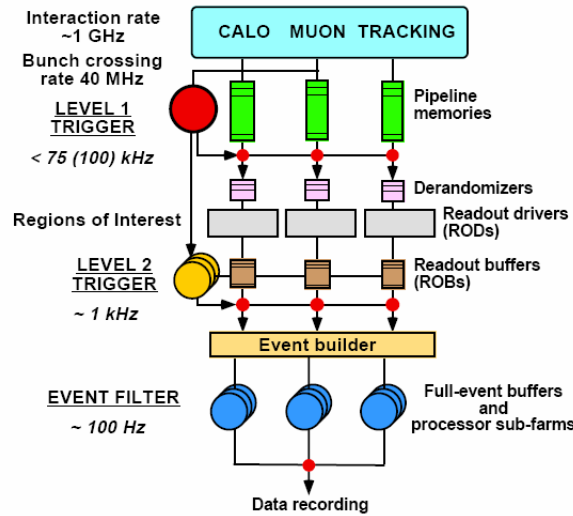 Interaction rate
~1 GHz
CALO MUON TRACKING
Bunch crossing
rate 40 MHz
Pipeline
memories
LEVEL 1
TRIGGER
< 75 (100) kHz
Derandomizers
Regions of Interest
Readout drivers
(RODs)
LEVEL 2
TRIGGER
Readout buffers
(ROBs)
~ 1 kHz
Event builder
EVENT FILTER
~ 100 Hz
Full-event buffers
and
processor sub-farms
Data recording